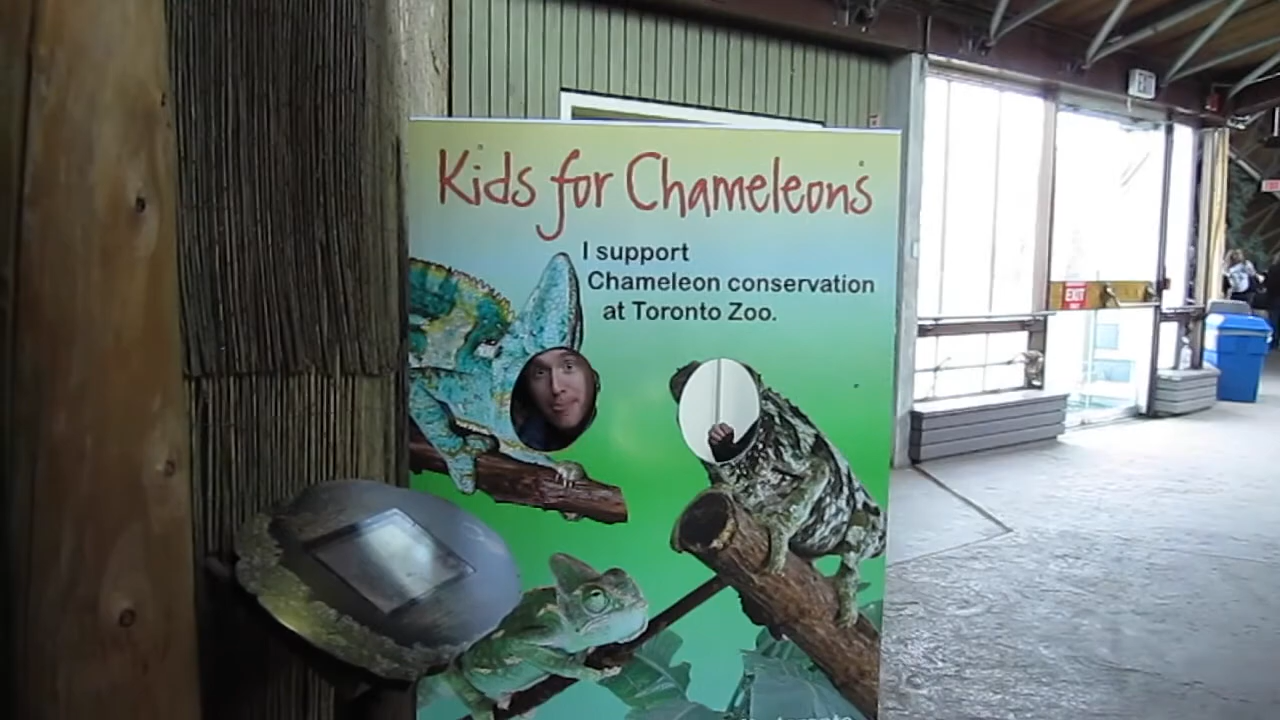 Kids for Chameleons
I support
Chameleon conservation
at Toronto Zoo.
EXIT
EXIT